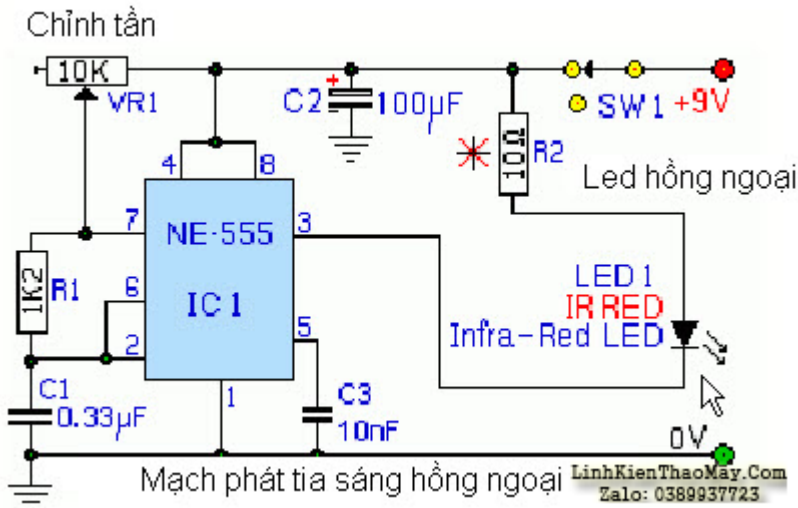 Chỉnh tần
10K
VR1
C2
100µF
SW1
+9V
10Ω
R2
Led hồng ngoại
4
8
7
NE-555
3
1K2
R1
6
IC1
LED1
IR RED
Infra-Red LED
5
2
C1
0.33µF
1
C3
10nF
0V
Mạch phát tia sáng hồng ngoại
LinhKienThaoMay.Com
Zalo: 0389937723